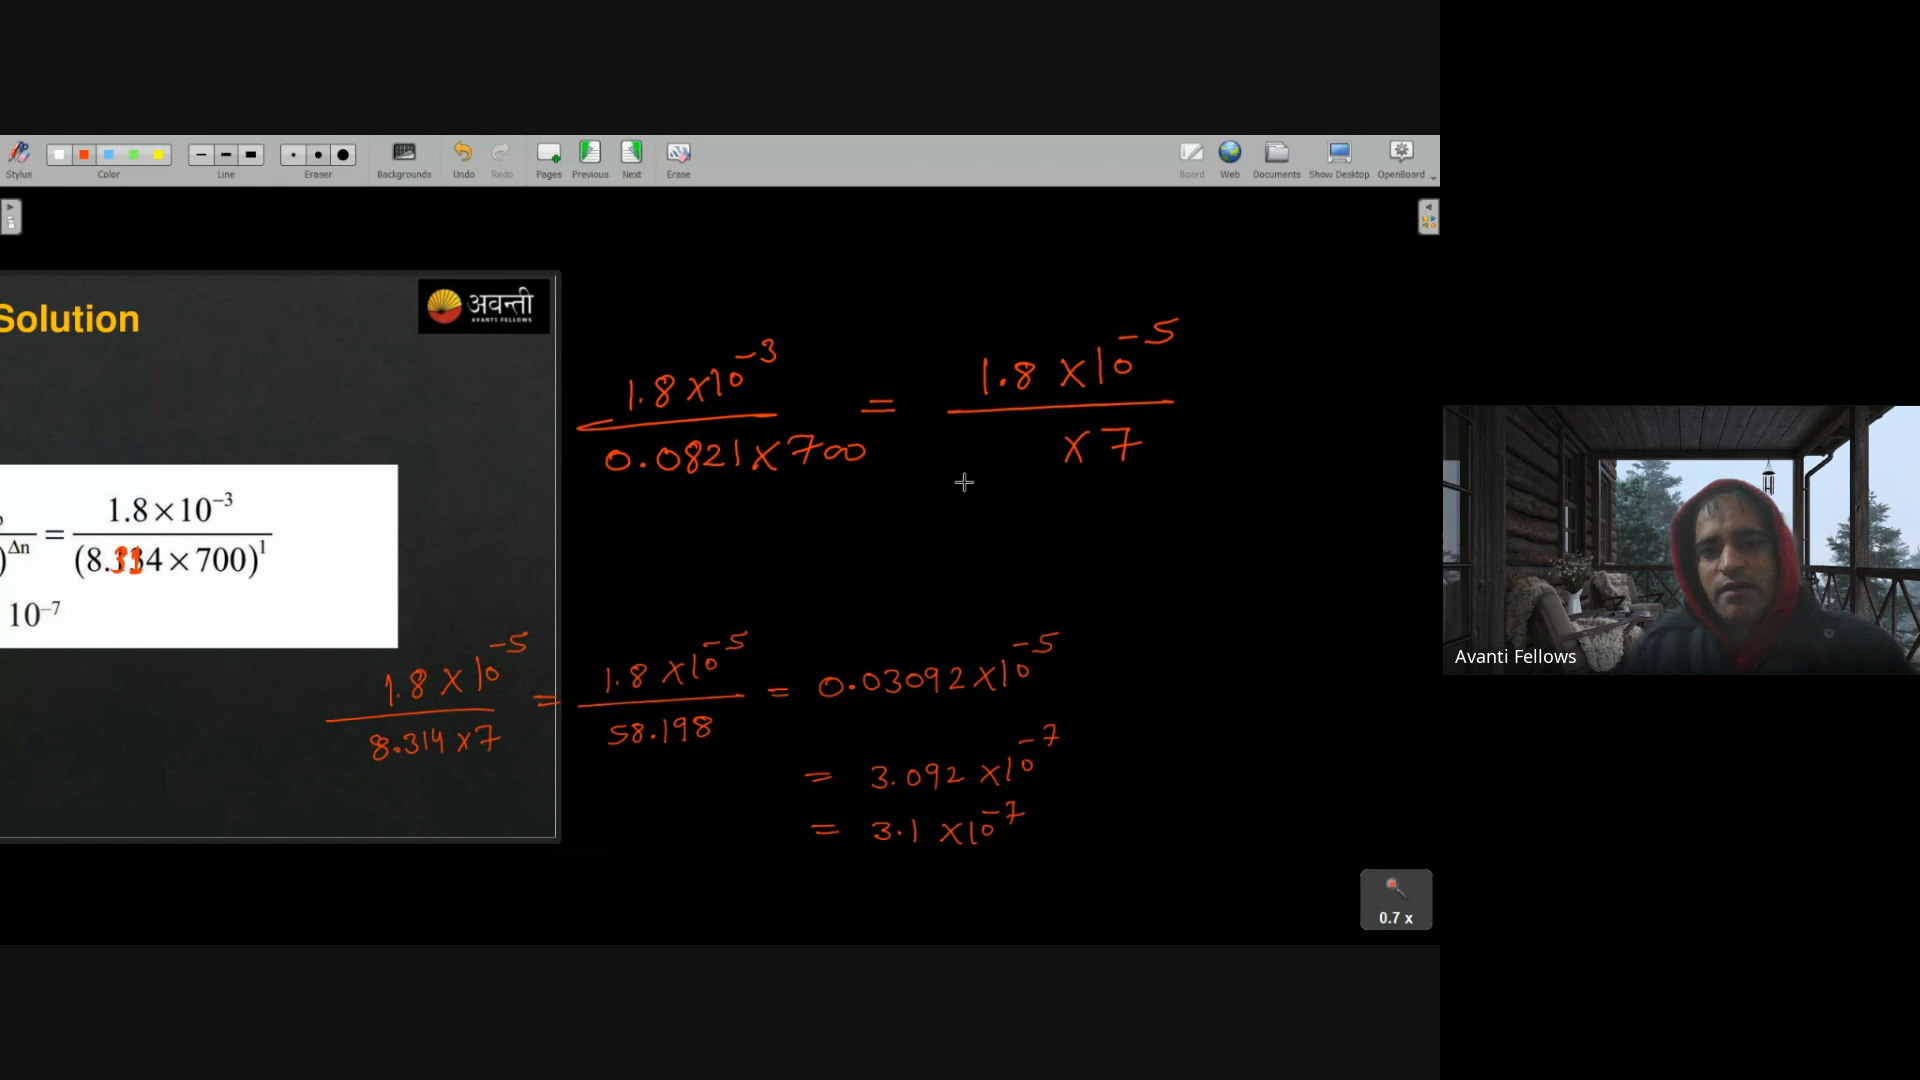 Stylus Color Line Eraser Backgrounds Undo Redo Pages Previous Next Erase Board Web Documents Show Desktop OpenBoard
Solution
अवन्ती
AVANTI FELLOWS
)^Δn = 1.8×10^–3 / (8.314×700)^1
10^–7
1.8 × 10^-3 / 0.0821 × 700 = 1.8 × 10^-5 / × 7
1.8 × 10^-5 / 8.314 × 7 = 1.8 × 10^-5 / 58.198 = 0.03092 × 10^-5
= 3.092 × 10^-7
= 3.1 × 10^-7
Avanti Fellows
0.7 x